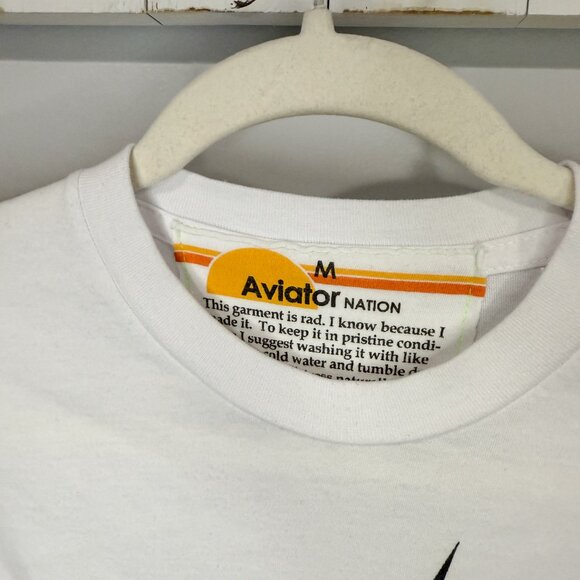 M
Aviator NATION
This garment is rad. I know because I
made it. To keep it in pristine condi-
I suggest washing it with like
cold water and tumble